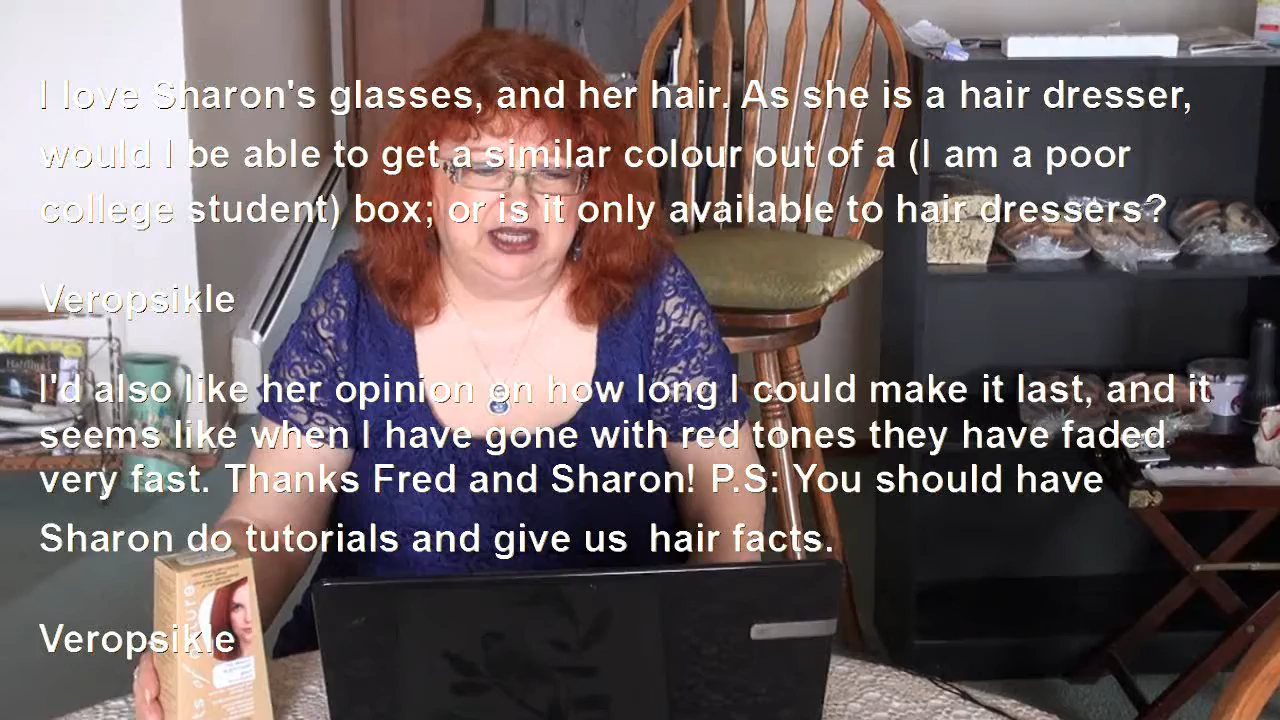 I love Sharon's glasses, and her hair. As she is a hair dresser,
would I be able to get a similar colour out of a (I am a poor
college student) box; or is it only available to hair dressers?
Veropsikle
I'd also like her opinion on how long I could make it last, and it
seems like when I have gone with red tones they have faded
very fast. Thanks Fred and Sharon! P.S: You should have
Sharon do tutorials and give us hair facts.
Veropsikle
More
of